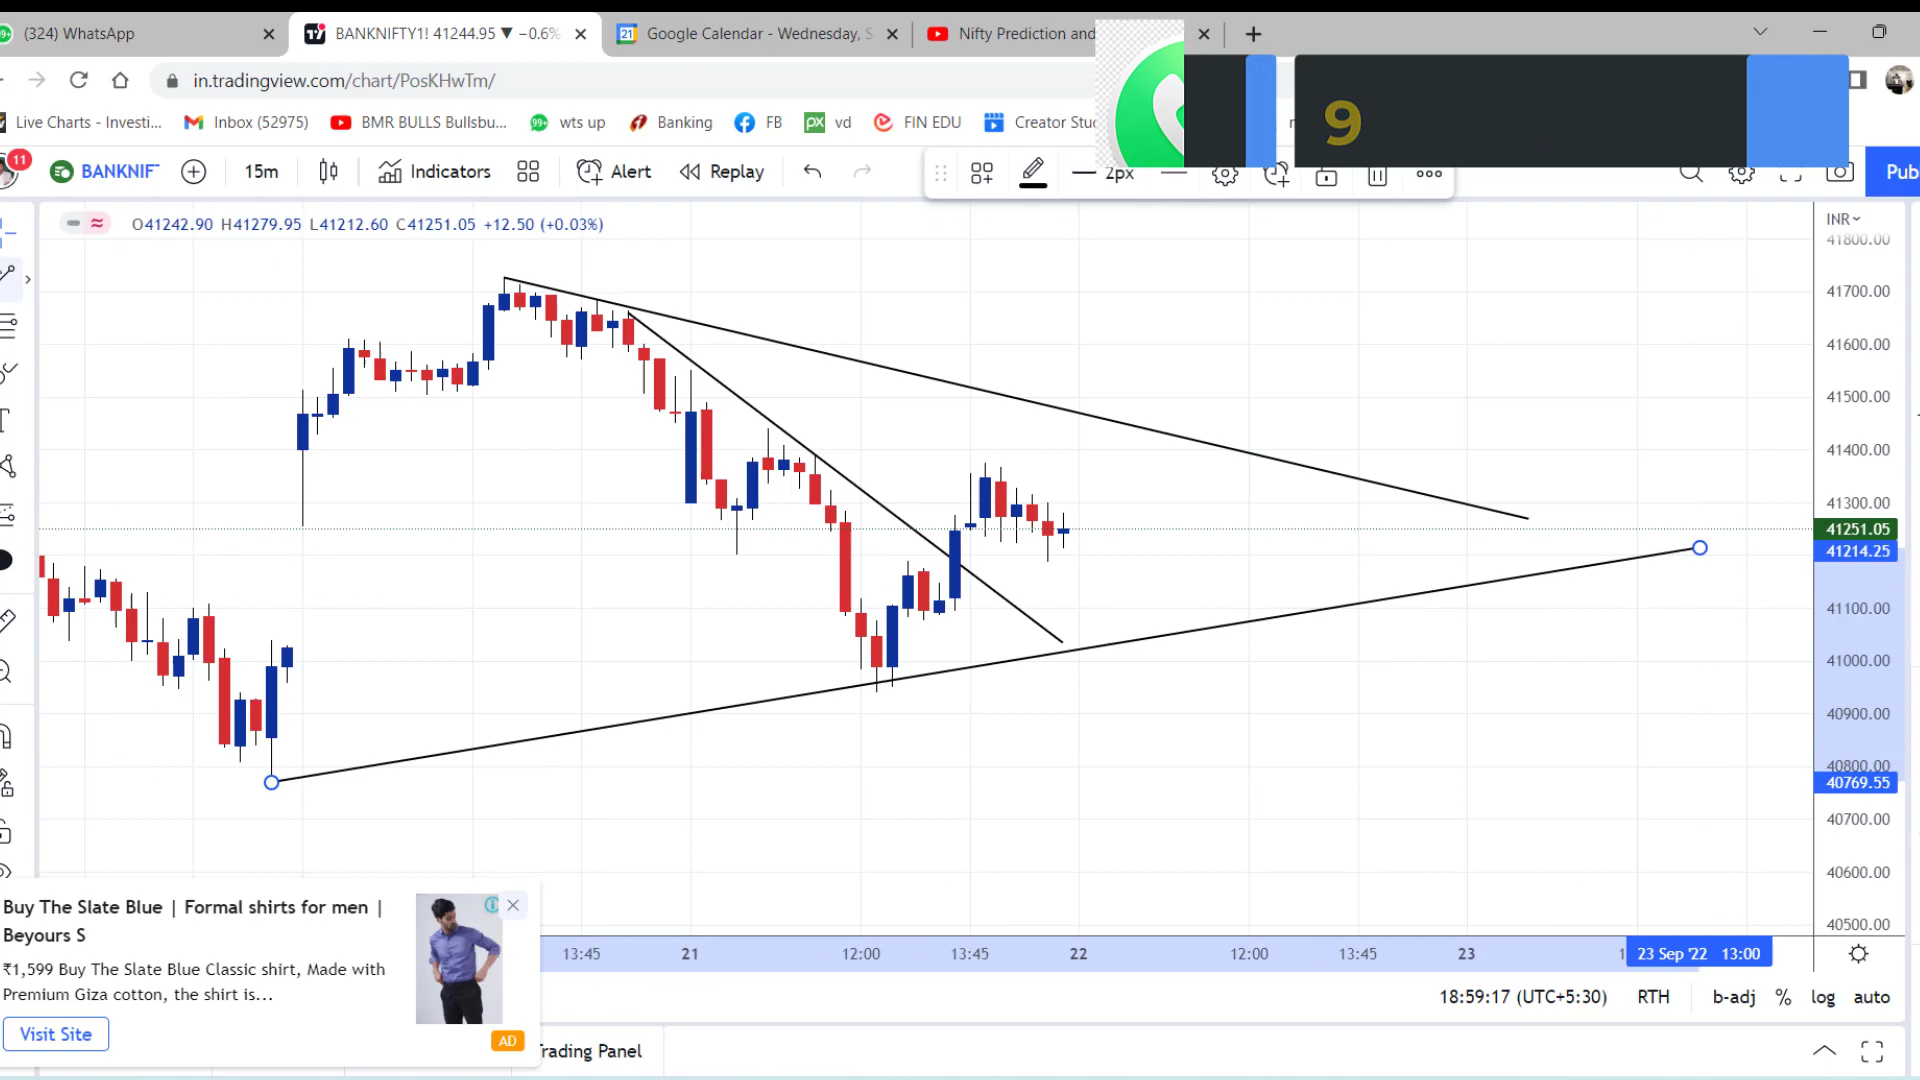 (324) WhatsApp
BANKNIFTY1! 41244.95 ▼ −0.6%
Google Calendar - Wednesday, S
Nifty Prediction and
in.tradingview.com/chart/PosKHwTm/
Live Charts - Investi...
Inbox (52975)
BMR BULLS Bullsbu...
99+
wts up
Banking
FB
px
vd
FIN EDU
Creator Stu
9
11
BANKNIF
15m
Indicators
Alert
Replay
2px
Pub
O41242.90 H41279.95 L41212.60 C41251.05 +12.50 (+0.03%)
INR
41800.00
41700.00
41600.00
41500.00
41400.00
41300.00
41251.05
41214.25
41100.00
41000.00
40900.00
40800.00
40769.55
40700.00
40600.00
40500.00
13:45
21
12:00
13:45
22
12:00
13:45
23
23 Sep '22 13:00
Buy The Slate Blue | Formal shirts for men |
Beyours S
₹1,599 Buy The Slate Blue Classic shirt, Made with
Premium Giza cotton, the shirt is...
Visit Site
AD
18:59:17 (UTC+5:30)
RTH
b-adj
%
log
auto
Trading Panel